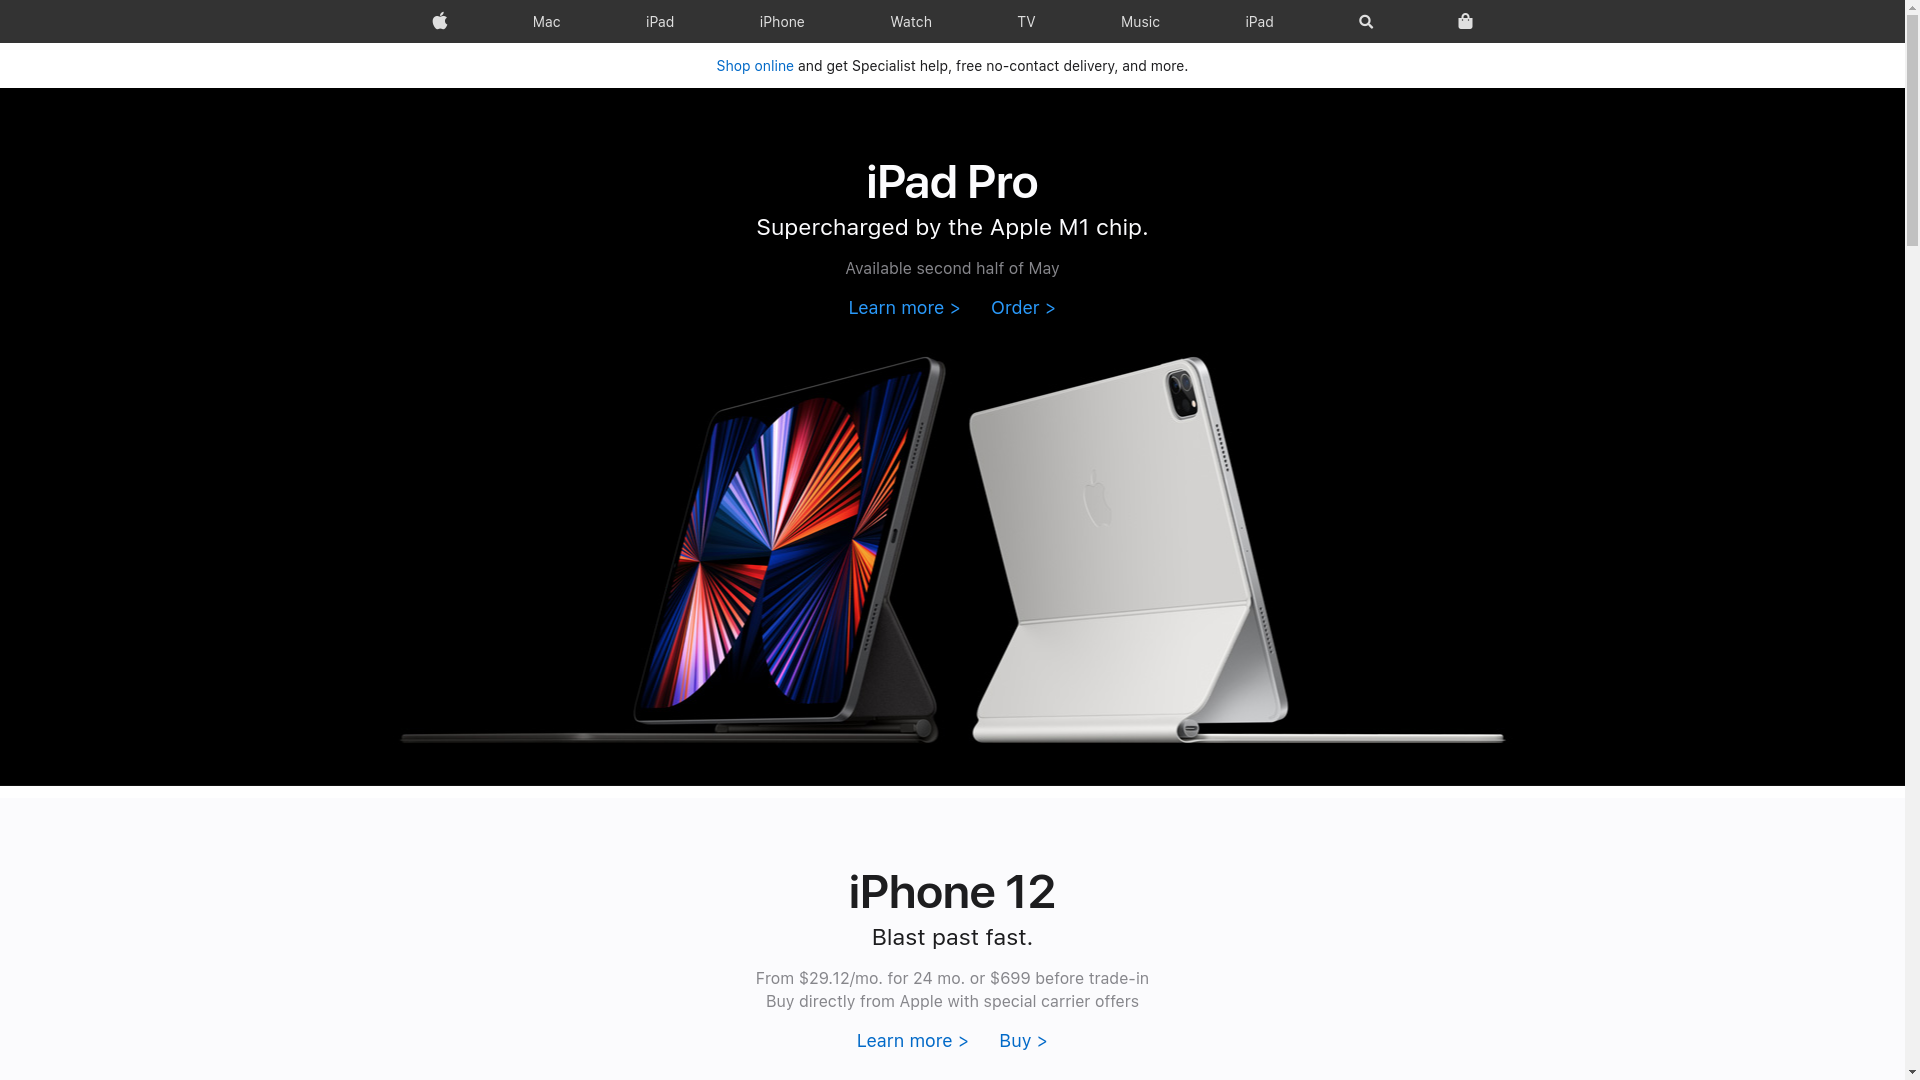 Mac
iPad
iPhone
Watch
TV
Music
iPad
Shop online and get Specialist help, free no-contact delivery, and more.
iPad Pro
Supercharged by the Apple M1 chip.
Available second half of May
Learn more > Order >
iPhone 12
Blast past fast.
From $29.12/mo. for 24 mo. or $699 before trade-in
Buy directly from Apple with special carrier offers
Learn more > Buy >